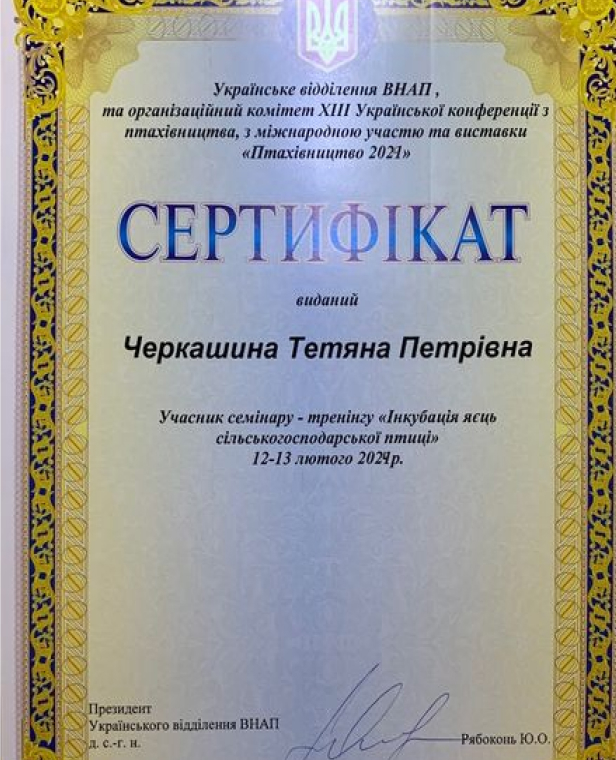 Українське відділення ВНАП ,
та організаційний комітет XIII Української конференції з
птахівництва, з міжнародною участю та виставки
«Птахівництво 2021»
СЕРТИФІКАТ
виданий
Черкашина Тетяна Петрівна
Учасник семінару - тренінгу «Інкубація яєць
сільськогосподарської птиці»
12-13 лютого 2021р.
Президент
Українського відділення ВНАП
д. с.-г. н.
Рябоконь Ю.О.